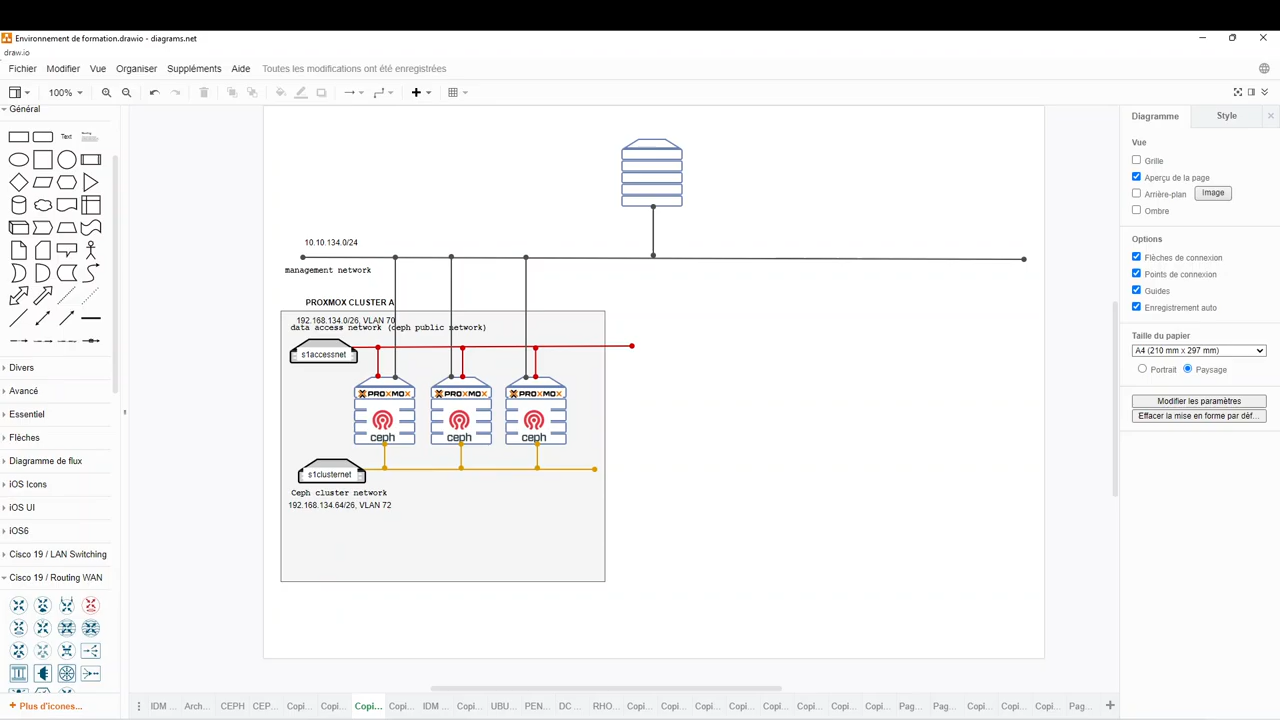 Environnement de formation.drawio - diagrams.net
draw.io
Fichier Modifier Vue Organiser Suppléments Aide Toutes les modifications ont été enregistrées
100%
Général
Text
Divers
Avancé
Essentiel
Flèches
Diagramme de flux
iOS Icons
iOS UI
iOS6
Cisco 19 / LAN Switching
Cisco 19 / Routing WAN
+ Plus d'icones...
10.10.134.0/24
management network
PROXMOX CLUSTER A
192.168.134.0/26, VLAN 70
data access network (ceph public network)
s1accessnet
PROXMOX PROXMOX PROXMOX
ceph ceph ceph
s1clusternet
Ceph cluster network
192.168.134.64/26, VLAN 72
Diagramme Style
Vue
Grille
Aperçu de la page
Arrière-plan Image
Ombre
Options
Flèches de connexion
Points de connexion
Guides
Enregistrement auto
Taille du papier
A4 (210 mm x 297 mm)
Portrait Paysage
Modifier les paramètres
Effacer la mise en forme par déf...
IDM ... Arch... CEPH CEP... Copi... Copi... Copi... Copi... IDM ... Copi... UBU... PEN... DC ... RHO... Copi... Copi... Copi... Copi... Copi... Copi... Copi... Copi... Pag... Pag... Copi... Copi... Copi... Pag...